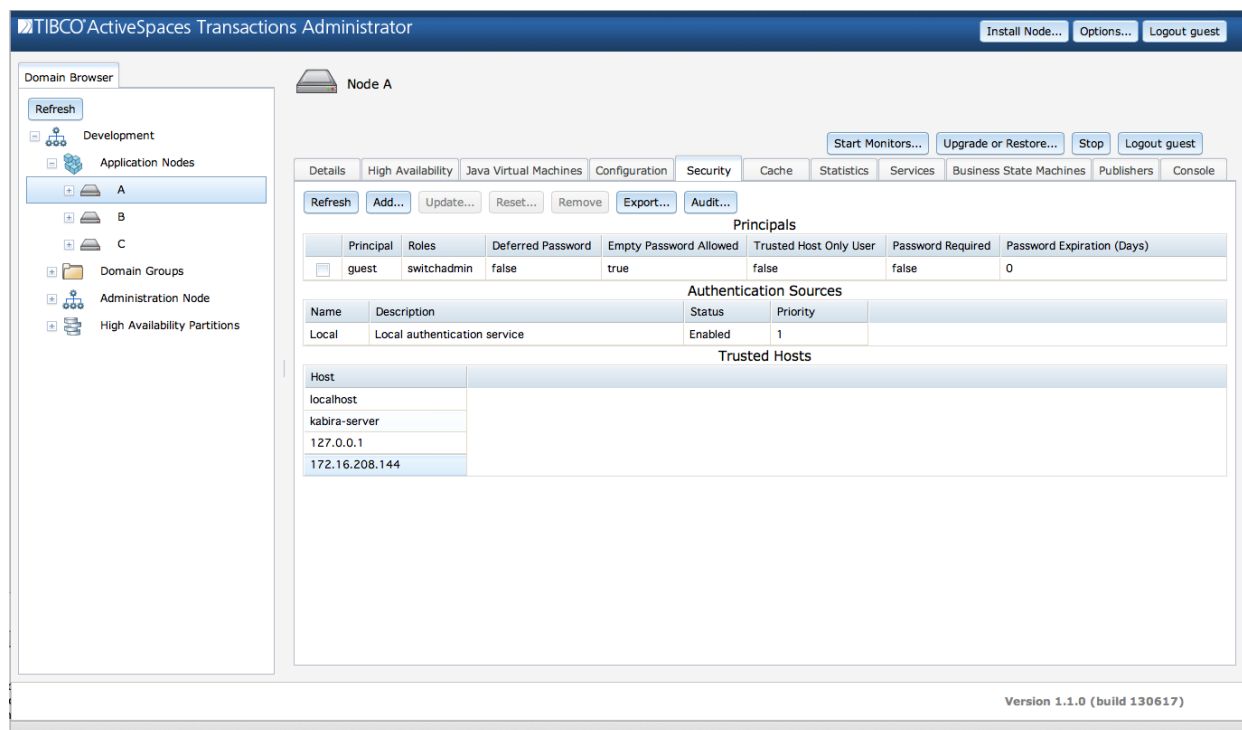 TIBCO® ActiveSpaces Transactions Administrator
Install Node... Options... Logout guest
Domain Browser
Refresh
Development
Application Nodes
A
B
C
Domain Groups
Administration Node
High Availability Partitions
Node A
Start Monitors... Upgrade or Restore... Stop Logout guest
Details High Availability Java Virtual Machines Configuration Security Cache Statistics Services Business State Machines Publishers Console
Refresh Add... Update... Reset... Remove Export... Audit...
Principals
Principal Roles Deferred Password Empty Password Allowed Trusted Host Only User Password Required Password Expiration (Days)
guest switchadmin false true false false 0
Authentication Sources
Name Description Status Priority
Local Local authentication service Enabled 1
Trusted Hosts
Host
localhost
kabira-server
127.0.0.1
172.16.208.144
Version 1.1.0 (build 130617)